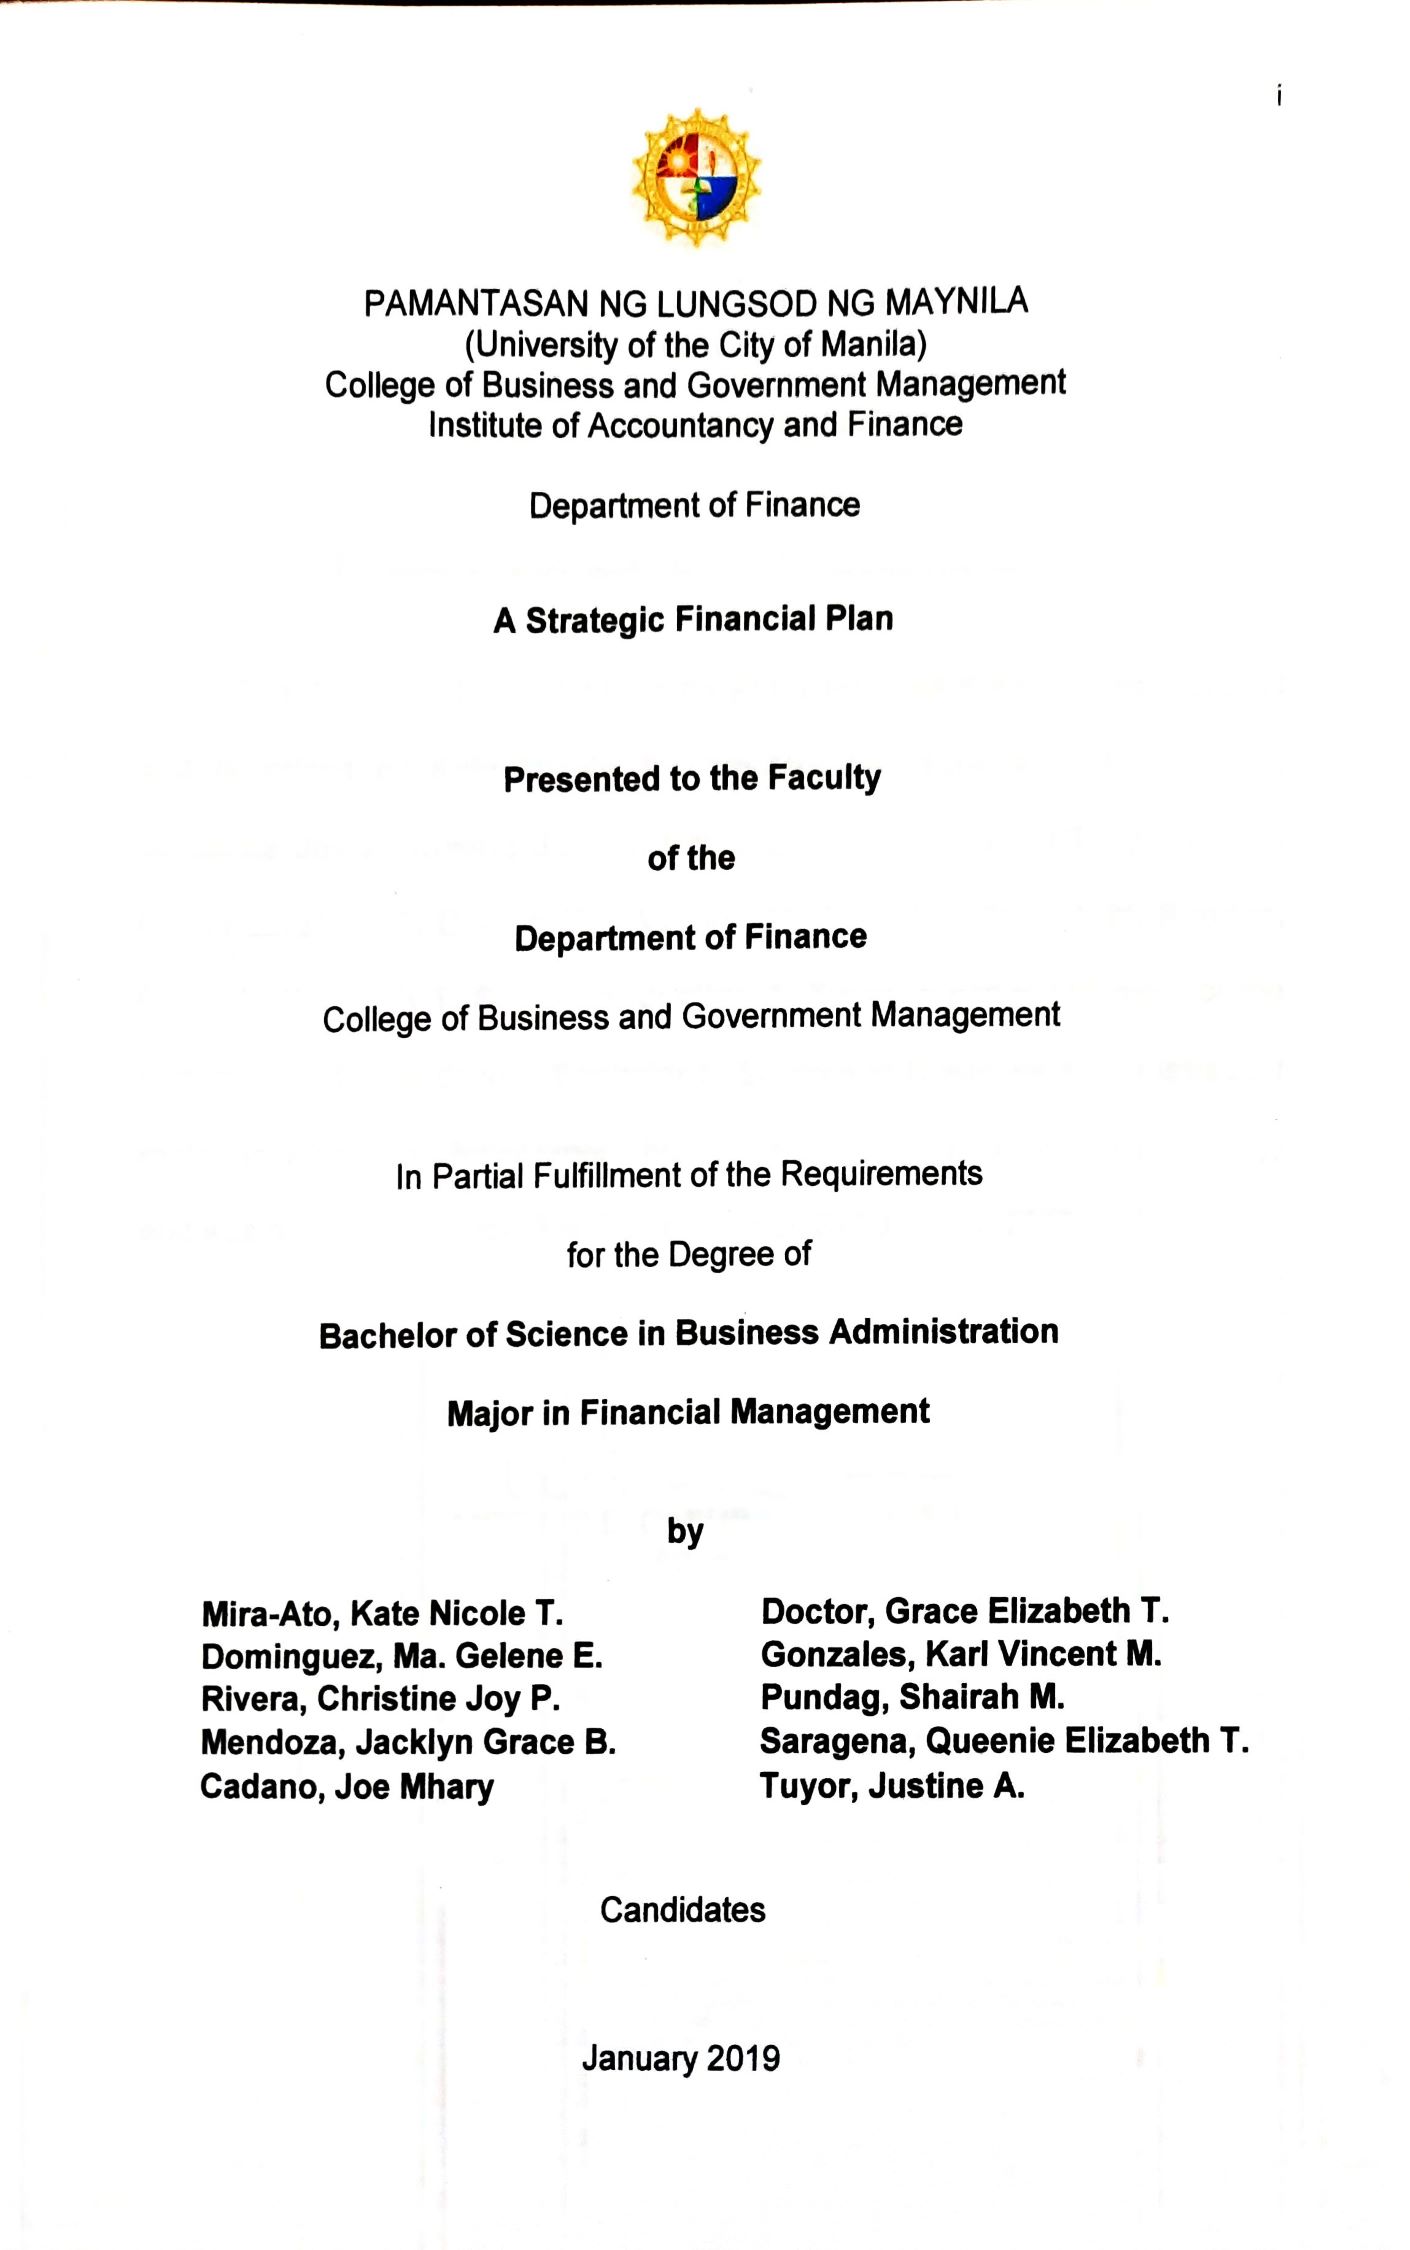 i
PAMANTASAN NG LUNGSOD NG MAYNILA
(University of the City of Manila)
College of Business and Government Management
Institute of Accountancy and Finance
Department of Finance
A Strategic Financial Plan
Presented to the Faculty
of the
Department of Finance
College of Business and Government Management
In Partial Fulfillment of the Requirements
for the Degree of
Bachelor of Science in Business Administration
Major in Financial Management
by
Mira-Ato, Kate Nicole T.
Dominguez, Ma. Gelene E.
Rivera, Christine Joy P.
Mendoza, Jacklyn Grace B.
Cadano, Joe Mhary
Doctor, Grace Elizabeth T.
Gonzales, Karl Vincent M.
Pundag, Shairah M.
Saragena, Queenie Elizabeth T.
Tuyor, Justine A.
Candidates
January 2019